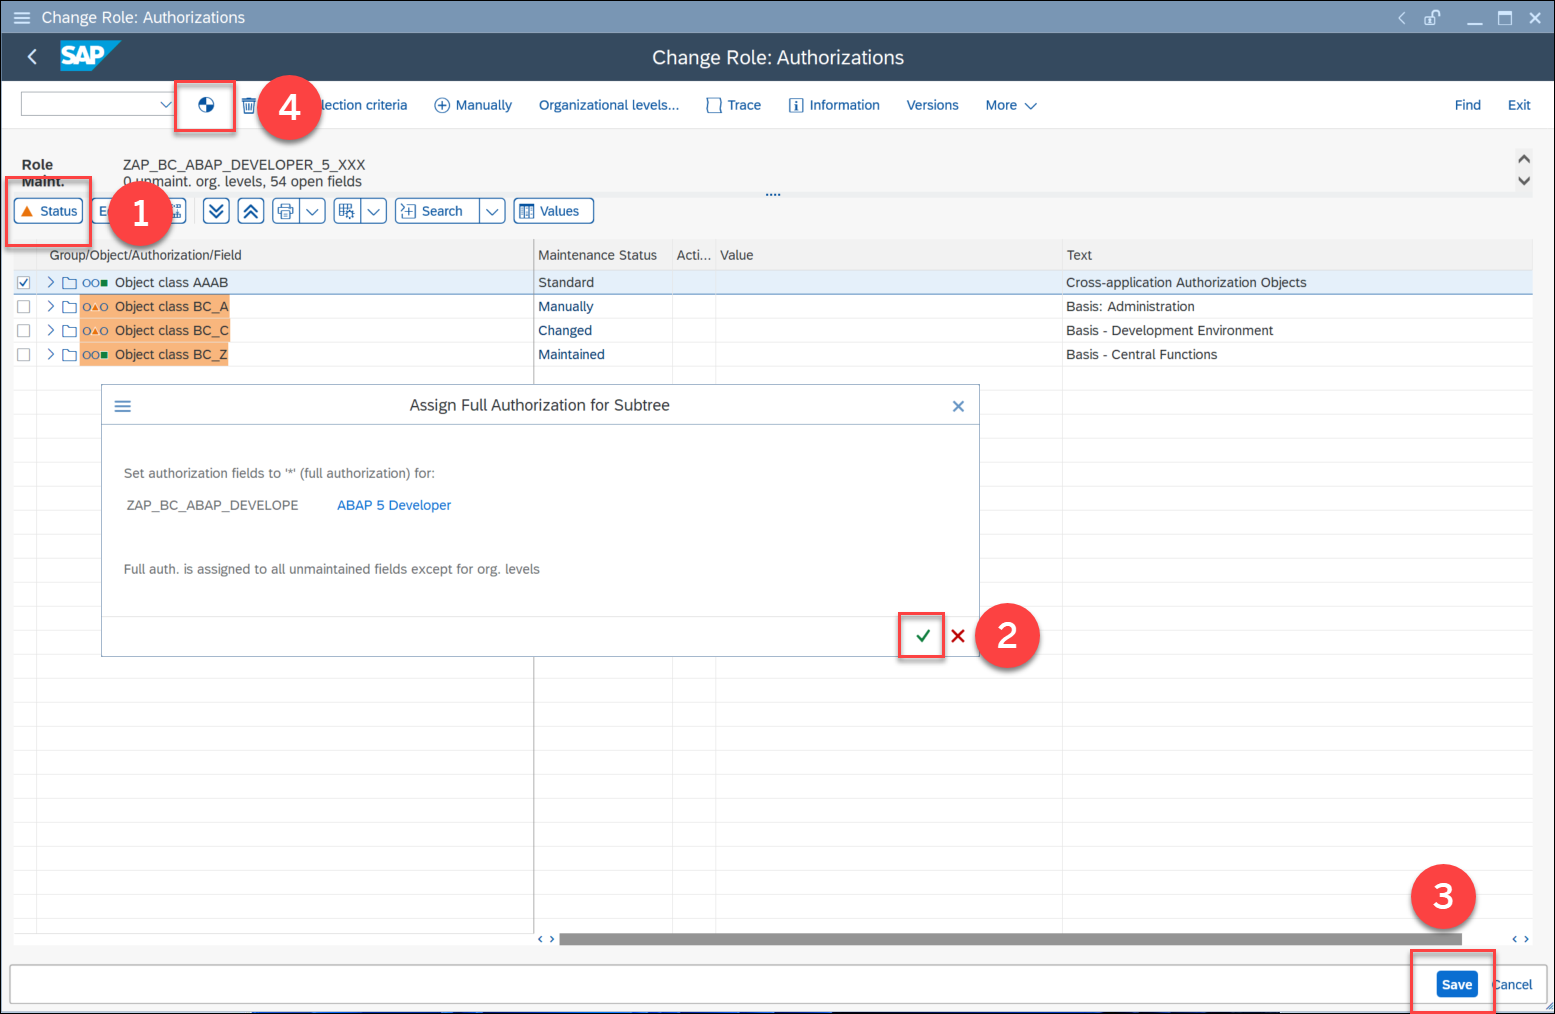 Change Role: Authorizations
SAP
Change Role: Authorizations
4
lection criteria
Manually
Organizational levels...
Trace
Information
Versions
More
Find
Exit
Role ZAP_BC_ABAP_DEVELOPER_5_XXX
Maint. 0 unmaint. org. levels, 54 open fields
Status
1
Search
Values
Group/Object/Authorization/Field Maintenance Status Acti... Value Text
Object class AAAB Standard Cross-application Authorization Objects
Object class BC_A Manually Basis: Administration
Object class BC_C Changed Basis - Development Environment
Object class BC_Z Maintained Basis - Central Functions
Assign Full Authorization for Subtree
Set authorization fields to '*' (full authorization) for:
ZAP_BC_ABAP_DEVELOPE ABAP 5 Developer
Full auth. is assigned to all unmaintained fields except for org. levels
2
3
Save
Cancel